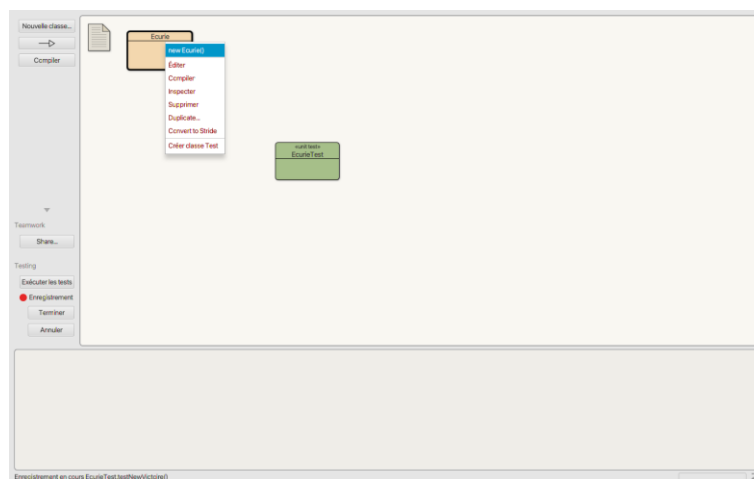 Nouvelle classe...
Compiler
Ecurie
new Ecurie()
Éditer
Compiler
Inspecter
Supprimer
Duplicate...
Convert to Stride
Créer classe Test
«unit test»
EcurieTest
Teamwork
Share...
Testing
Exécuter les tests
Enregistrement
Terminer
Annuler
Enregistrement en cours EcurieTest.testNewVictoire()